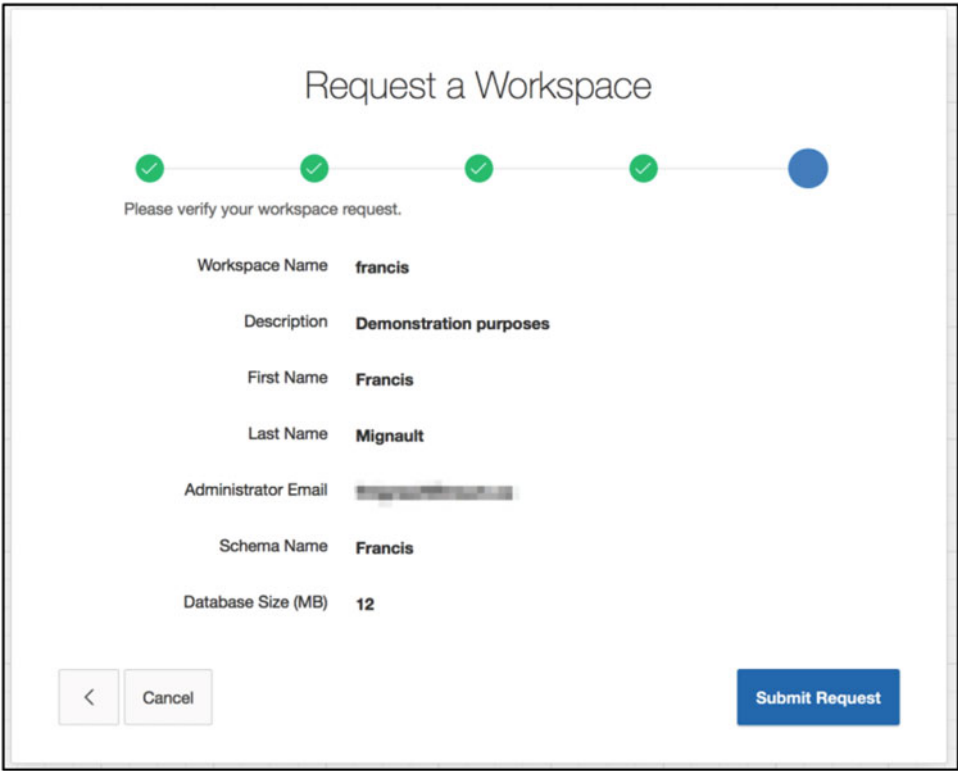 Request a Workspace
Please verify your workspace request.
Workspace Name francis
Description Demonstration purposes
First Name Francis
Last Name Mignault
Administrator Email
Schema Name Francis
Database Size (MB) 12
< Cancel Submit Request